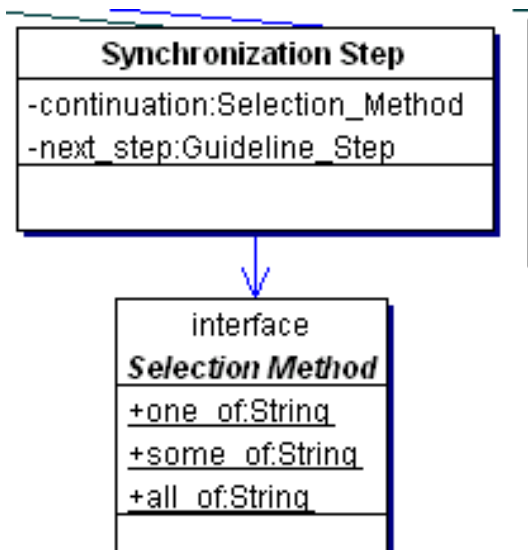 Synchronization Step
-continuation:Selection_Method
-next_step:Guideline_Step
interface
Selection Method
+one_of:String
+some_of:String
+all_of:String